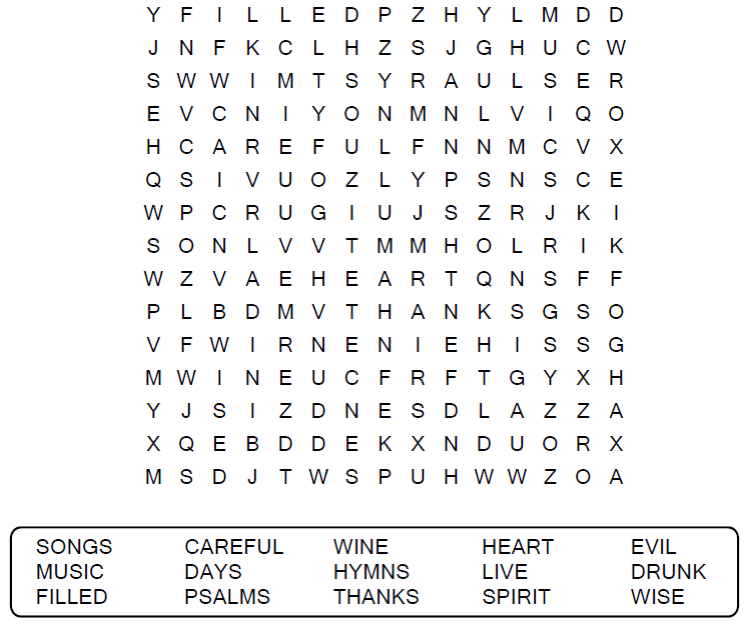 Y F I L L E D P Z H Y L M D D
J N F K C L H Z S J G H U C W
S W W I M T S Y R A U L S E R
E V C N I Y O N M N L V I Q O
H C A R E F U L F N N M C V X
Q S I V U O Z L Y P S N S C E
W P C R U G I U J S Z R J K I
S O N L V V T M M H O L R I K
W Z V A E H E A R T Q N S F F
P L B D M V T H A N K S G S O
V F W I R N E N I E H I S S G
M W I N E U C F R F T G Y X H
Y J S I Z D N E S D L A Z Z A
X Q E B D D E K X N D U O R X
M S D J T W S P U H W W Z O A
SONGS CAREFUL WINE HEART EVIL
MUSIC DAYS HYMNS LIVE DRUNK
FILLED PSALMS THANKS SPIRIT WISE